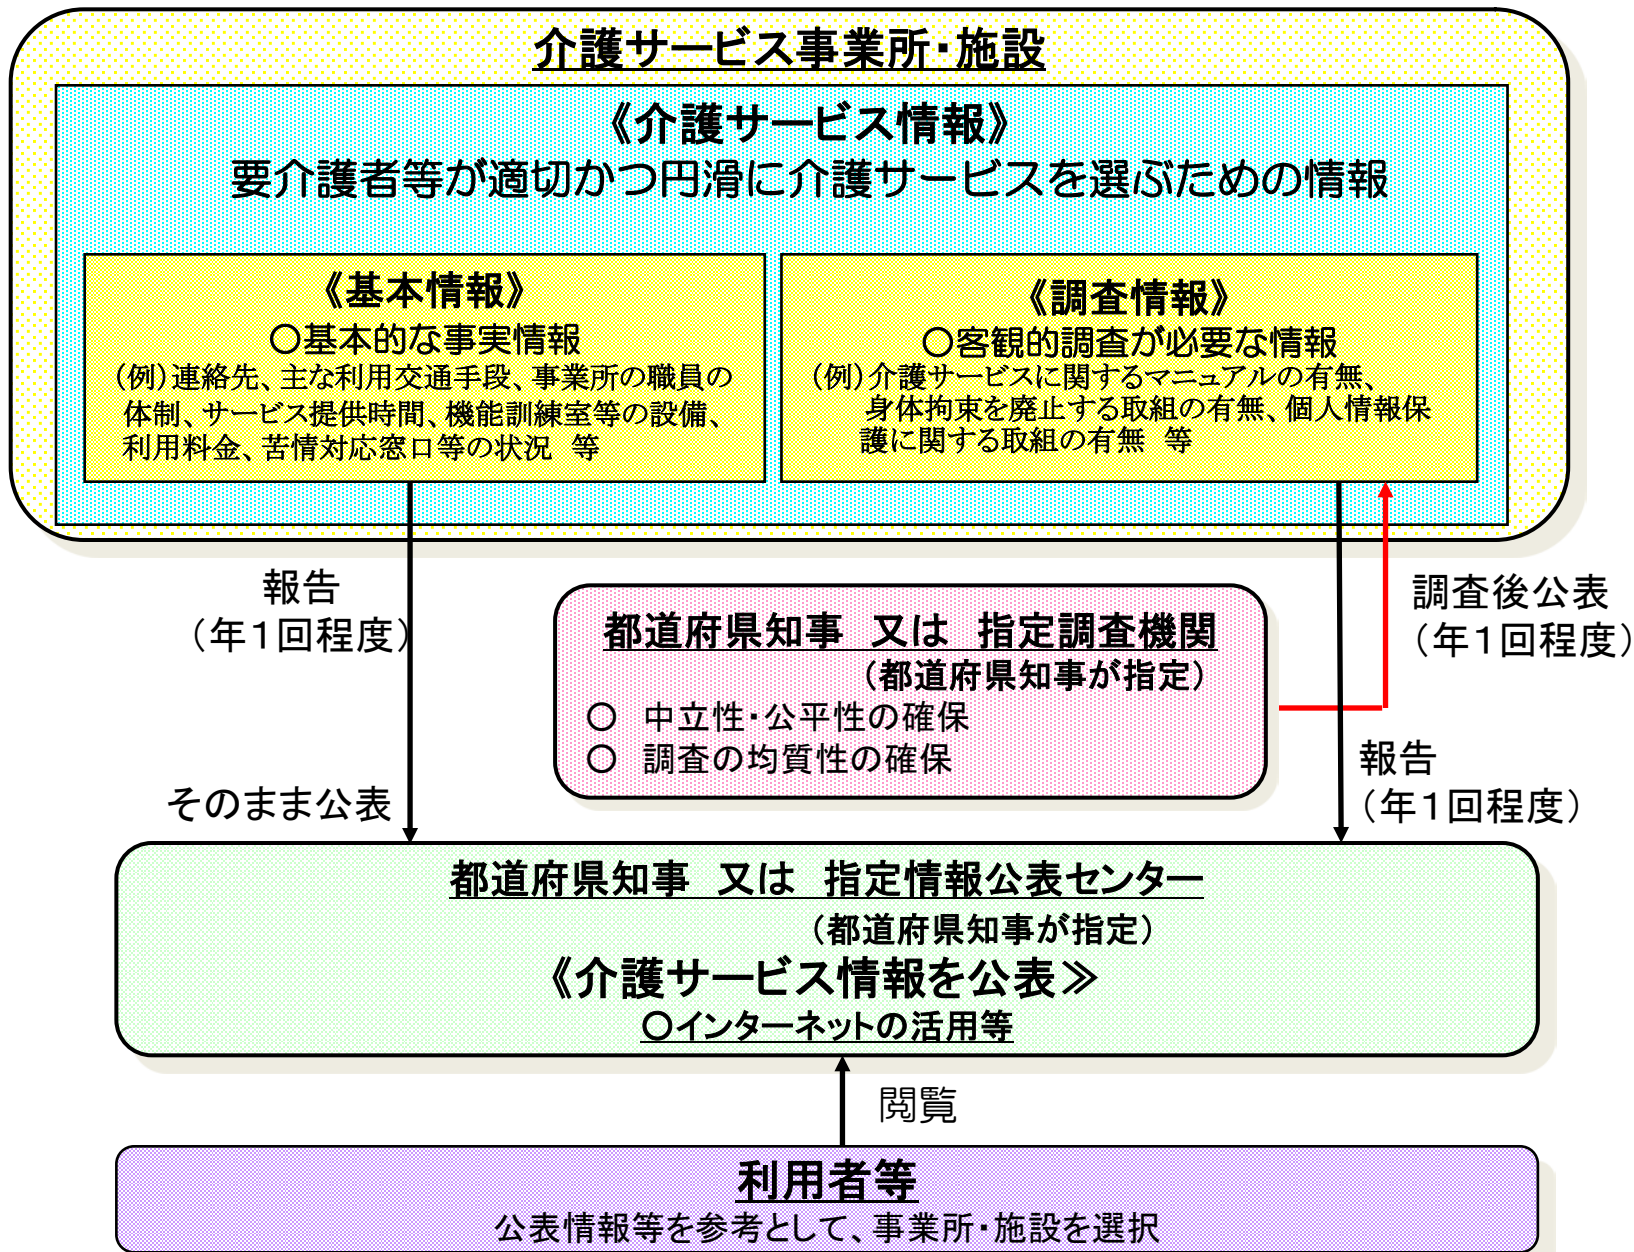 介護サービス事業所・施設
《介護サービス情報》
要介護者等が適切かつ円滑に介護サービスを選ぶための情報
《基本情報》
○基本的な事実情報
（例）連絡先、主な利用交通手段、事業所の職員の
体制、サービス提供時間、機能訓練室等の設備、
利用料金、苦情対応窓口等の状況　等
《調査情報》
○客観的調査が必要な情報
（例）介護サービスに関するマニュアルの有無、
身体拘束を廃止する取組の有無、個人情報保
護に関する取組の有無　等
報告
（年１回程度）
そのまま公表
都道府県知事　又は　指定調査機関
（都道府県知事が指定）
○　中立性・公平性の確保
○　調査の均質性の確保
調査後公表
（年１回程度）
報告
（年１回程度）
都道府県知事　又は　指定情報公表センター
（都道府県知事が指定）
《介護サービス情報を公表≫
○インターネットの活用等
閲覧
利用者等
公表情報等を参考として、事業所・施設を選択